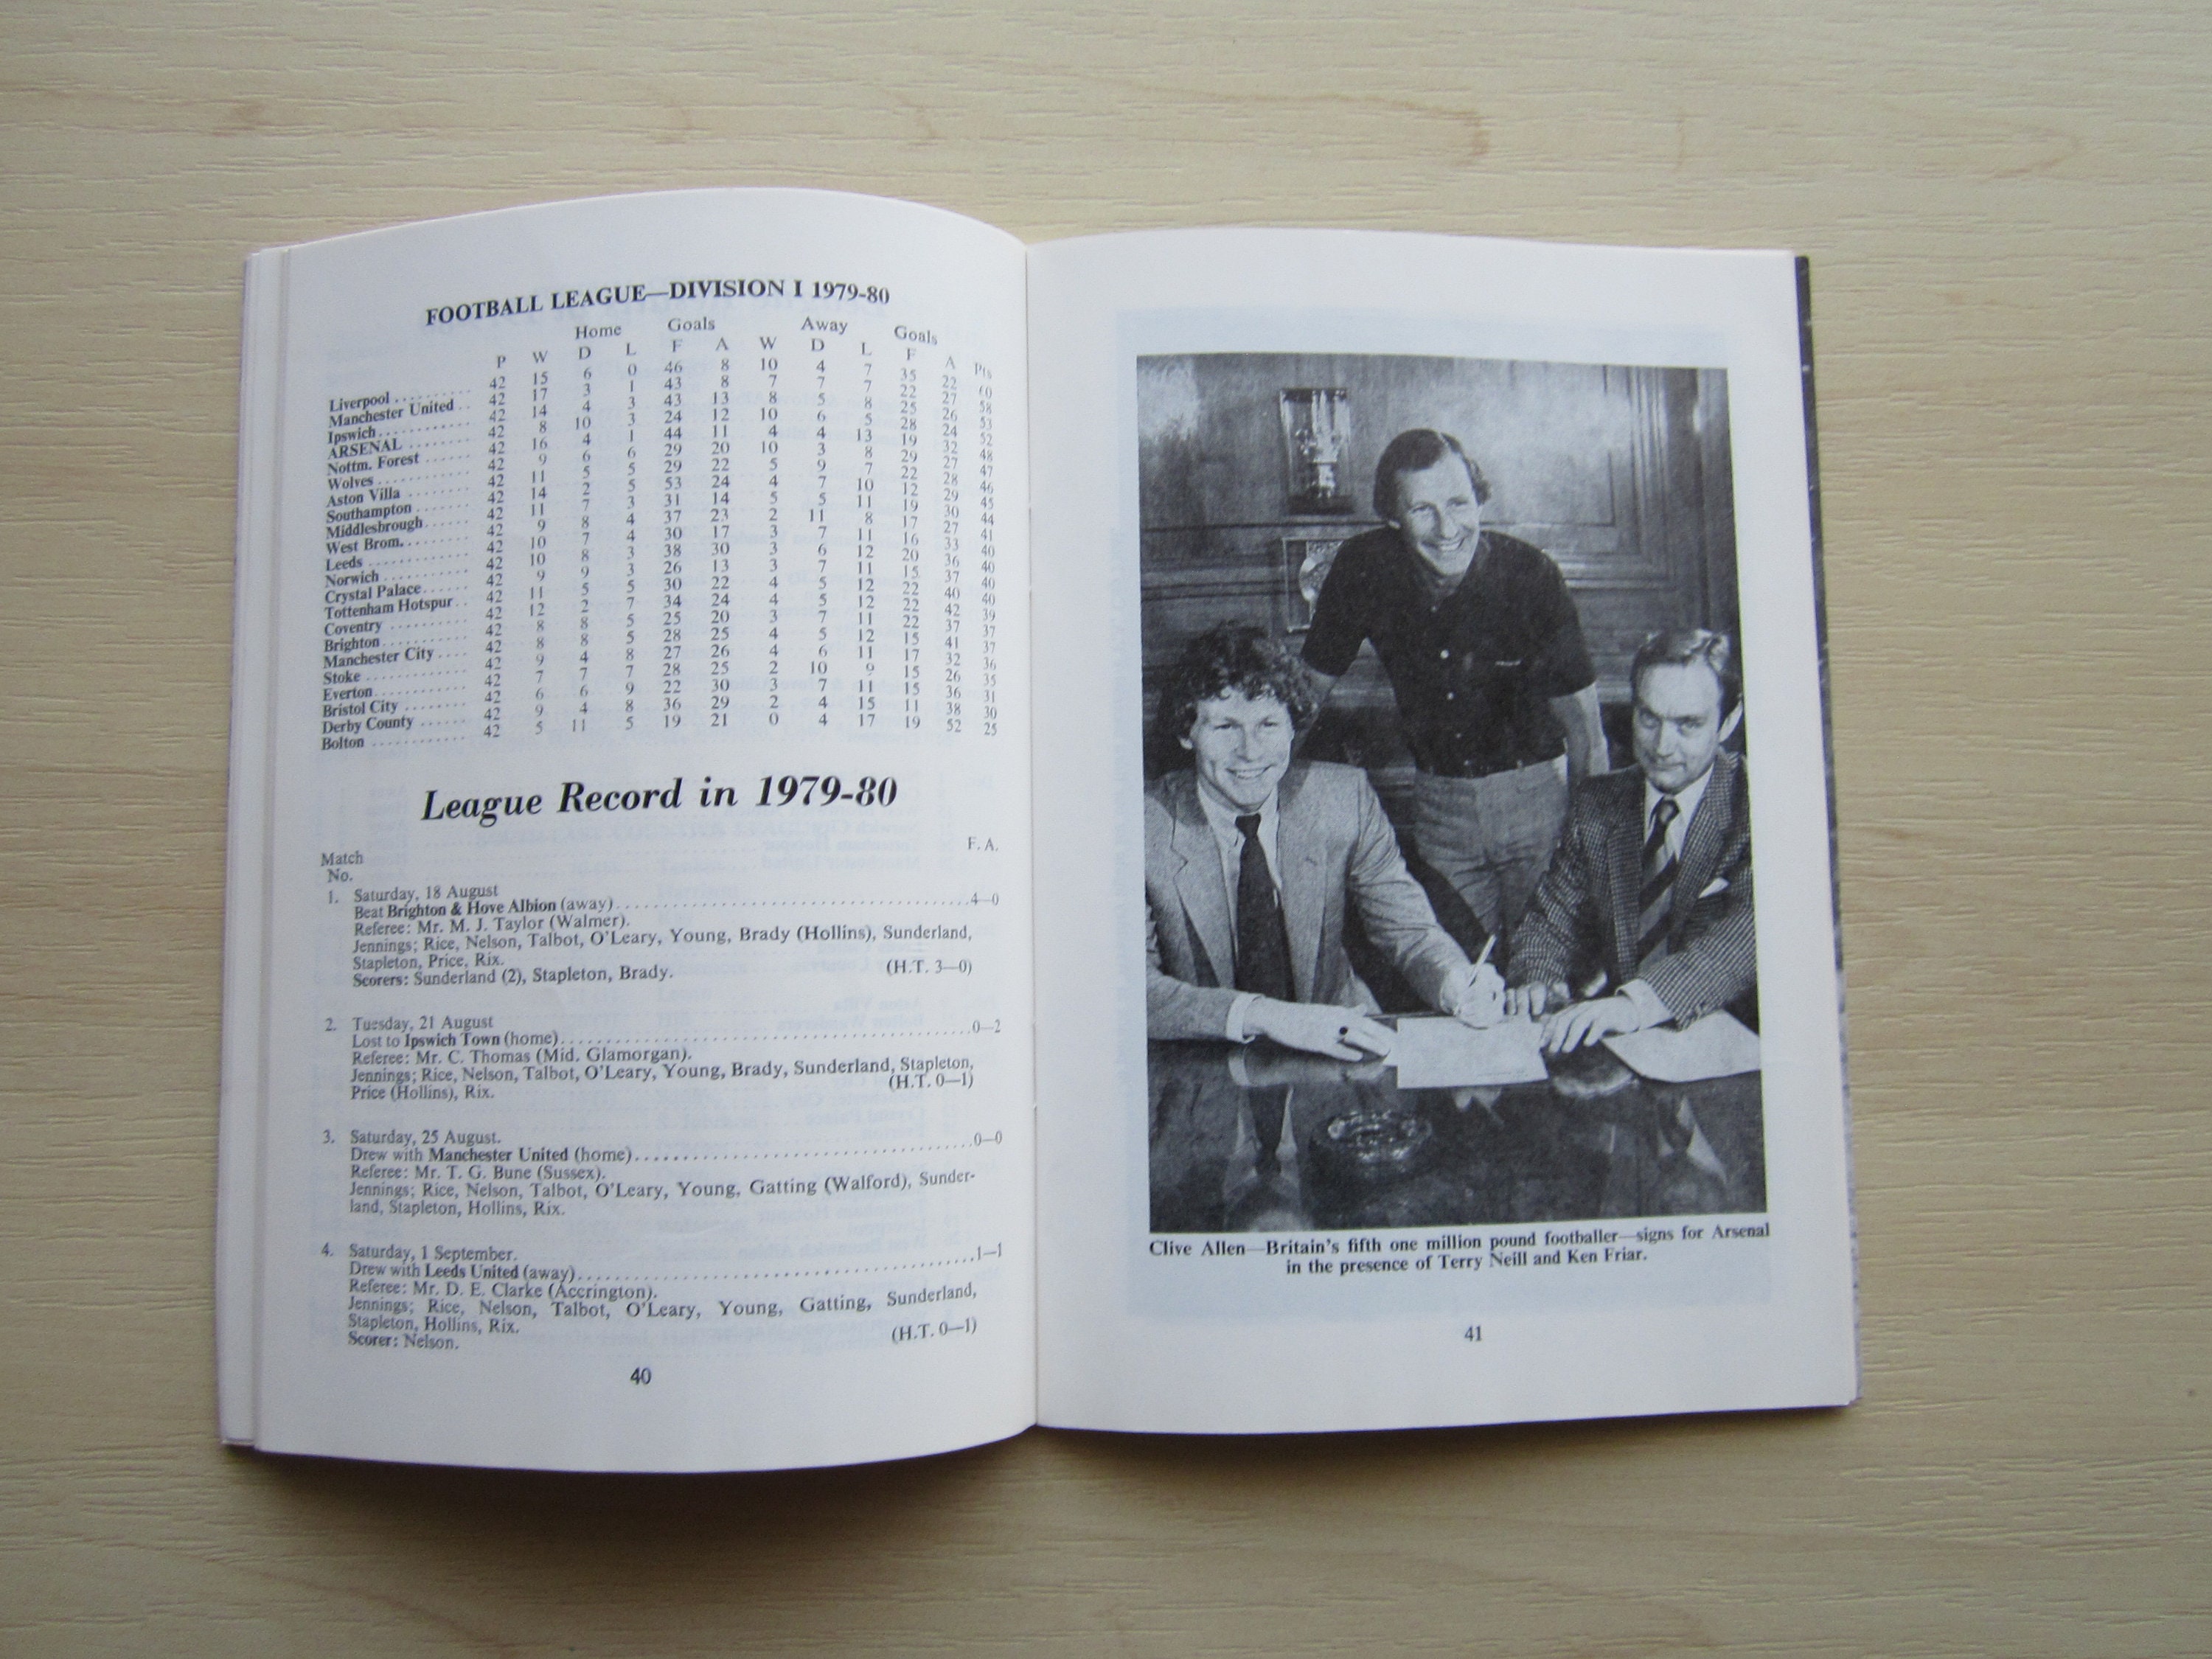 FOOTBALL LEAGUE—DIVISION I 1979-80
Home Goals Away Goals
P W D L F A W D L F A Pts
Liverpool .......... 42 15 6 0 46 8 10 4 7 35 22 60
Manchester United .. 42 17 3 1 43 8 7 7 7 22 27 58
Ipswich............ 42 14 4 3 43 13 8 5 8 25 26 53
ARSENAL ........ 42 8 10 3 24 12 10 6 5 28 24 52
Nottm. Forest ...... 42 16 4 1 44 11 4 4 13 19 32 48
Wolves ............ 42 9 6 6 29 20 10 3 8 29 27 47
Aston Villa ........ 42 11 5 5 29 22 5 9 7 22 28 46
Southampton ........ 42 14 2 5 53 24 4 7 10 12 29 45
Middlesbrough...... 42 11 7 3 31 14 5 5 11 19 30 44
West Brom. ........ 42 9 8 4 37 23 2 11 8 17 27 41
Leeds ............ 42 10 7 4 30 17 3 7 11 16 33 40
Norwich ............ 42 10 8 3 38 30 3 6 12 20 36 40
Crystal Palace...... 42 9 9 3 26 13 3 7 11 15 37 40
Tottenham Hotspur .. 42 11 5 5 30 22 4 5 12 22 40 40
Coventry .......... 42 12 2 7 34 24 4 5 12 22 42 39
Brighton............ 42 8 8 5 25 20 3 7 11 22 37 37
Manchester City .... 42 8 8 5 28 25 4 5 12 15 41 37
Stoke ............ 42 9 4 8 27 26 4 6 11 17 32 36
Everton............ 42 7 7 7 28 25 2 10 9 15 26 35
Bristol City ........ 42 6 6 9 22 30 3 7 11 15 36 31
Derby County ...... 42 9 4 8 36 29 2 4 15 11 38 30
Bolton ............ 42 5 11 5 19 21 0 4 17 19 52 25
League Record in 1979-80
F. A.
Match
No.
1. Saturday, 18 August
Beat Brighton & Hove Albion (away)........................................4—0
Referee: Mr. M. J. Taylor (Walmer).
Jennings; Rice, Nelson, Talbot, O'Leary, Young, Brady (Hollins), Sunderland,
Stapleton, Price, Rix.
Scorers: Sunderland (2), Stapleton, Brady. (H.T. 3—0)
2. Tuesday, 21 August
Lost to Ipswich Town (home)........................................0—2
Referee: Mr. C. Thomas (Mid. Glamorgan).
Jennings; Rice, Nelson, Talbot, O'Leary, Young, Brady, Sunderland, Stapleton,
Price (Hollins), Rix. (H.T. 0—1)
3. Saturday, 25 August.
Drew with Manchester United (home)........................................0—0
Referee: Mr. T. G. Bune (Sussex).
Jennings; Rice, Nelson, Talbot, O'Leary, Young, Gatting (Walford), Sunder-
land, Stapleton, Hollins, Rix.
4. Saturday, 1 September.
Drew with Leeds United (away)........................................1—1
Referee: Mr. D. E. Clarke (Accrington).
Jennings; Rice, Nelson, Talbot, O'Leary, Young, Gatting, Sunderland,
Stapleton, Hollins, Rix.
Scorer: Nelson. (H.T. 0—1)
40
Clive Allen—Britain's fifth one million pound footballer—signs for Arsenal
in the presence of Terry Neill and Ken Friar.
41